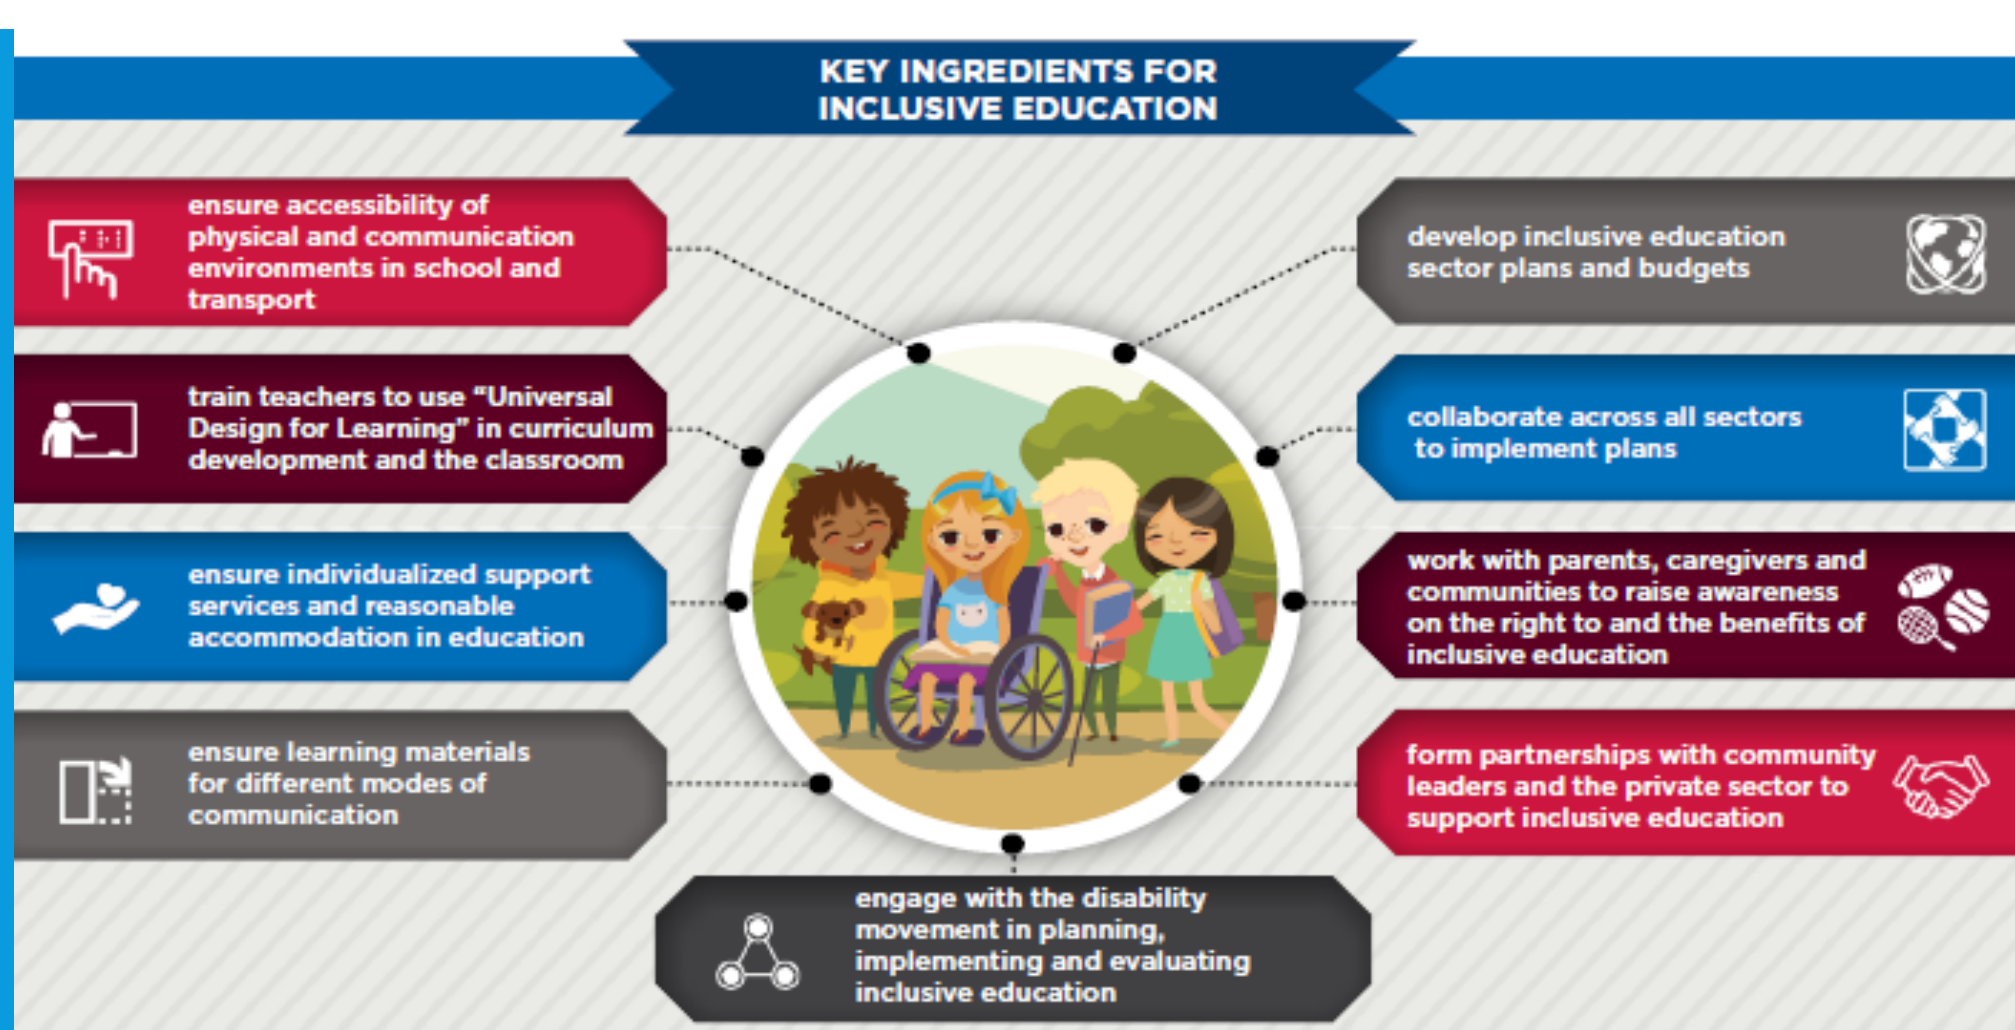 KEY INGREDIENTS FOR
INCLUSIVE EDUCATION
ensure accessibility of
physical and communication
environments in school and
transport
train teachers to use “Universal
Design for Learning” in curriculum
development and the classroom
ensure individualized support
services and reasonable
accommodation in education
ensure learning materials
for different modes of
communication
develop inclusive education
sector plans and budgets
collaborate across all sectors
to implement plans
work with parents, caregivers and
communities to raise awareness
on the right to and the benefits of
inclusive education
form partnerships with community
leaders and the private sector to
support inclusive education
engage with the disability
movement in planning,
implementing and evaluating
inclusive education